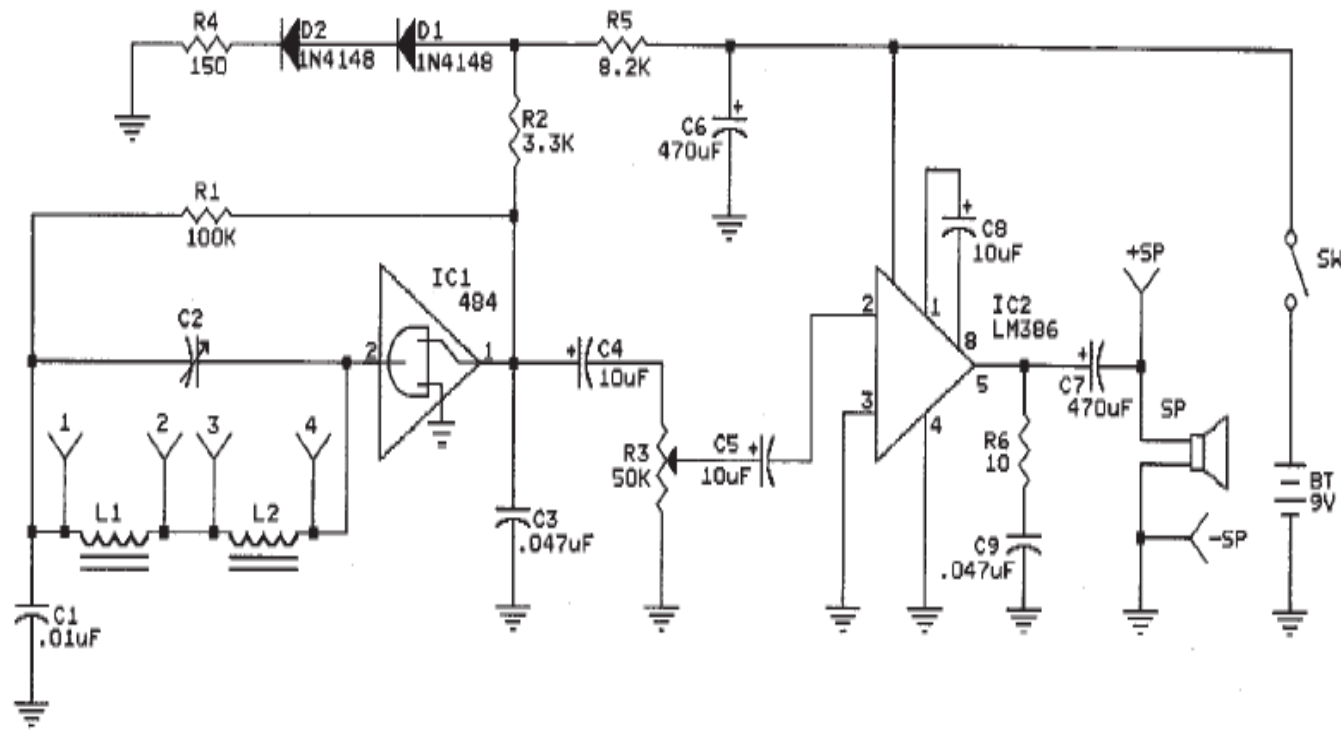 R4
150
D2
1N4148
D1
1N4148
R5
8.2K
R2
3.3K
C6
470uF
+
R1
100K
+
C8
10uF
SW
+SP
IC1
484
IC2
LM386
C2
2
1
+
C4
10uF
2
1
8
5
3
4
+
C7
470uF
SP
1
2
3
4
R3
50K
C5
10uF
+
R6
10
BT
9V
L1
L2
C3
.047uF
C9
.047uF
-SP
C1
.01uF